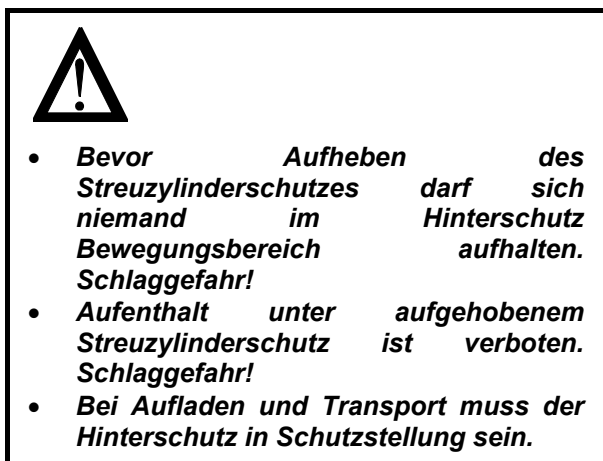 • Bevor Aufheben des
Streuzylinderschutzes darf sich
niemand im Hinterschutz
Bewegungsbereich aufhalten.
Schlaggefahr!
• Aufenthalt unter aufgehobenem
Streuzylinderschutz ist verboten.
Schlaggefahr!
• Bei Aufladen und Transport muss der
Hinterschutz in Schutzstellung sein.